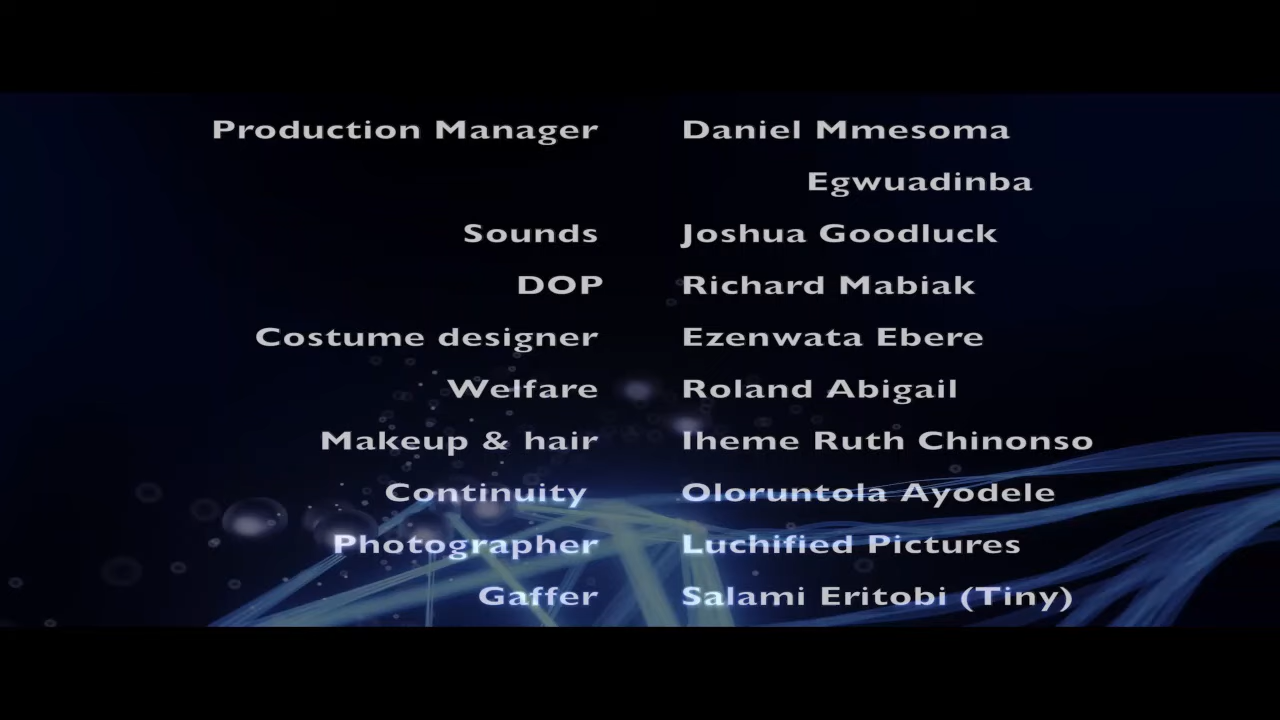 Production Manager Daniel Mmesoma
Egwuadinba
Sounds Joshua Goodluck
DOP Richard Mabiak
Costume designer Ezenwata Ebere
Welfare Roland Abigail
Makeup & hair Iheme Ruth Chinonso
Continuity Oloruntola Ayodele
Photographer Luchified Pictures
Gaffer Salami Eritobi (Tiny)